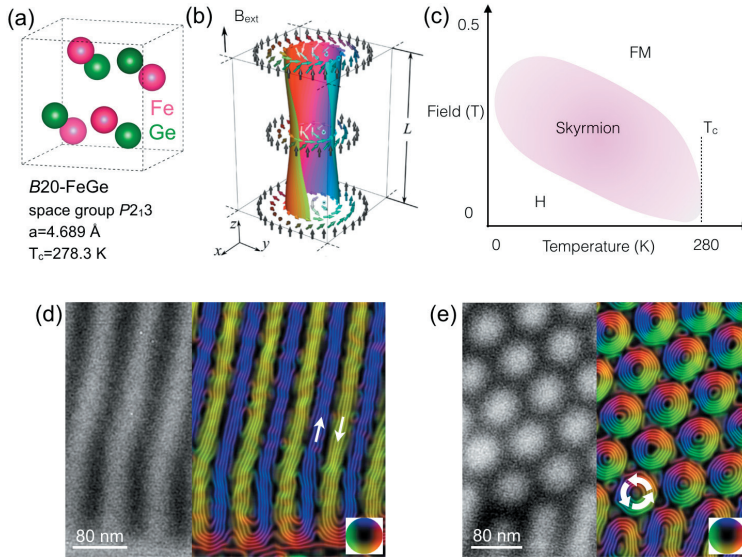 (a)
Fe
Ge
B20-FeGe
space group P2₁3
a=4.689 Å
T꜀=278.3 K
(b)
Bext
L
z
y
x
(c)
0.5
FM
Field (T)
Skyrmion
Tc
H
0
0
Temperature (K)
280
(d)
80 nm
(e)
80 nm